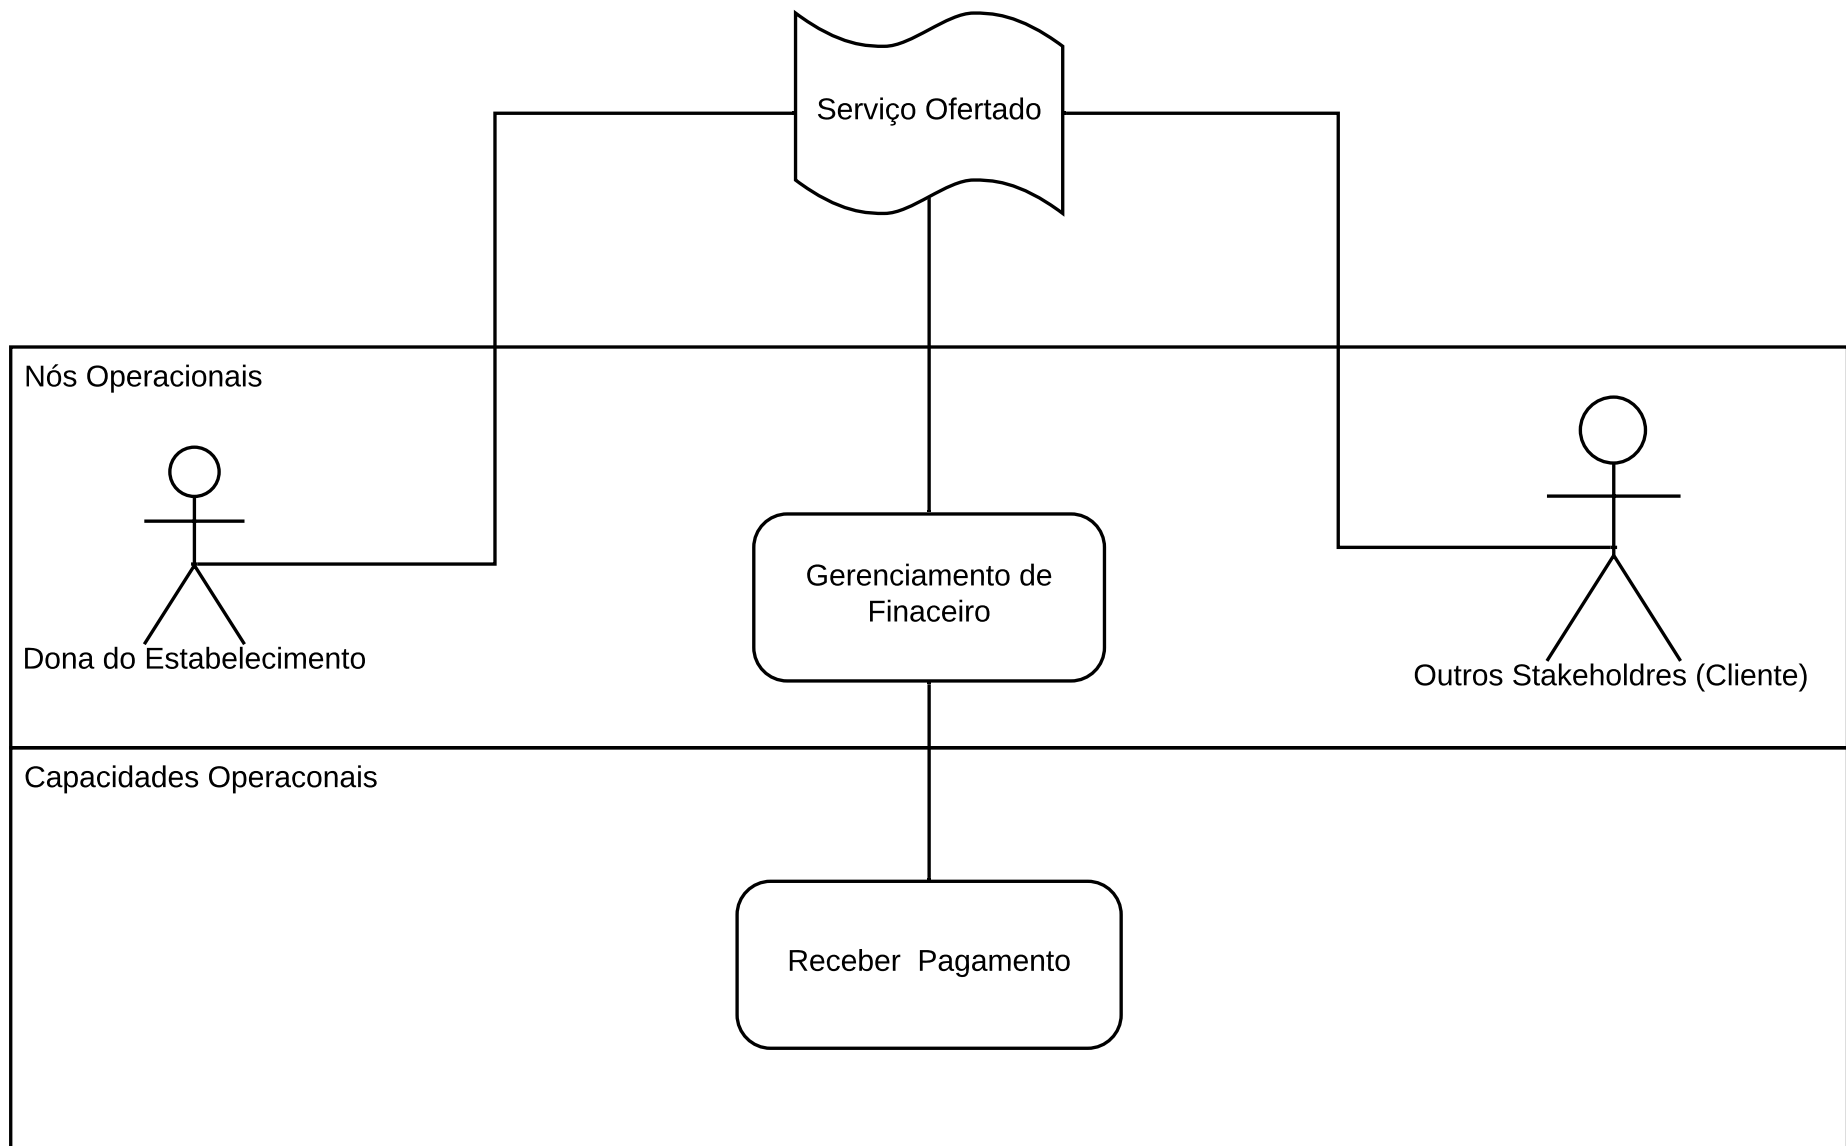 Serviço Ofertado
Nós Operacionais
Gerenciamento de
Finaceiro
Dona do Estabelecimento
Outros Stakeholdres (Cliente)
Capacidades Operaconais
Receber  Pagamento